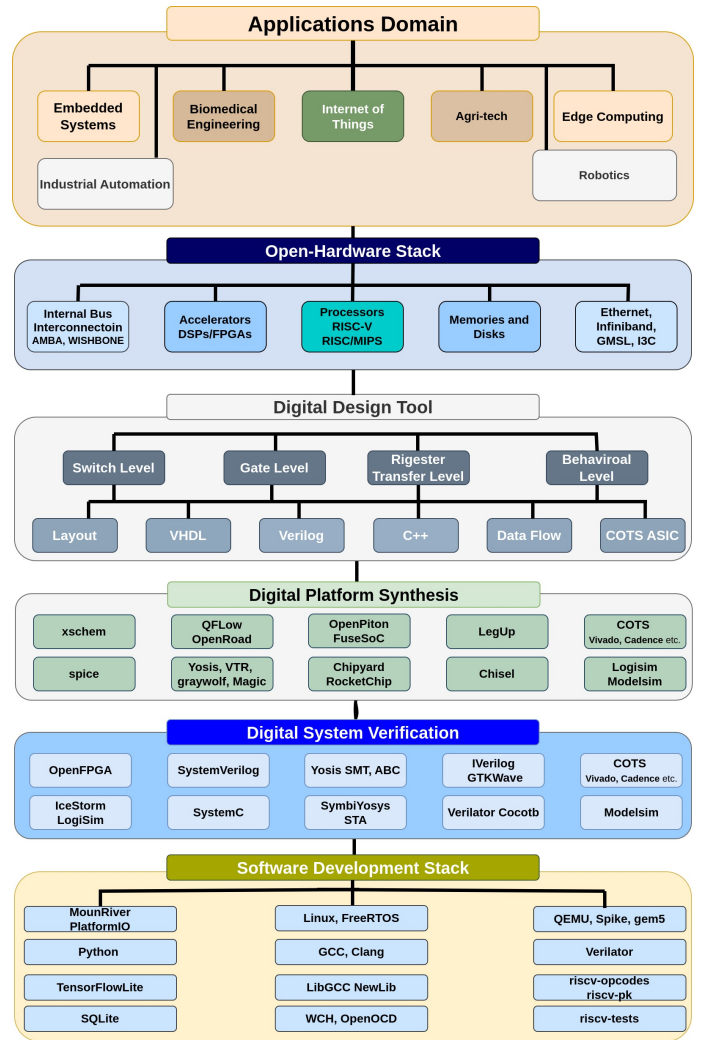 Applications Domain
Embedded
Systems
Biomedical
Engineering
Internet of
Things
Agri-tech
Edge Computing
Industrial Automation
Robotics
Open-Hardware Stack
Internal Bus
Interconnectoin
AMBA, WISHBONE
Accelerators
DSPs/FPGAs
Processors
RISC-V
RISC/MIPS
Memories and
Disks
Ethernet,
Infiniband,
GMSL, I3C
Digital Design Tool
Switch Level
Gate Level
Rigester
Transfer Level
Behaviroal
Level
Layout
VHDL
Verilog
C++
Data Flow
COTS ASIC
Digital Platform Synthesis
xschem
QFLow
OpenRoad
OpenPiton
FuseSoC
LegUp
COTS
Vivado, Cadence etc.
spice
Yosis, VTR,
graywolf, Magic
Chipyard
RocketChip
Chisel
Logisim
Modelsim
Digital System Verification
OpenFPGA
SystemVerilog
Yosis SMT, ABC
IVerilog
GTKWave
COTS
Vivado, Cadence etc.
IceStorm
LogiSim
SystemC
SymbiYosys
STA
Verilator Cocotb
Modelsim
Software Development Stack
MounRiver
PlatformIO
Linux, FreeRTOS
QEMU, Spike, gem5
Python
GCC, Clang
Verilator
TensorFlowLite
LibGCC NewLib
riscv-opcodes
riscv-pk
SQLite
WCH, OpenOCD
riscv-tests